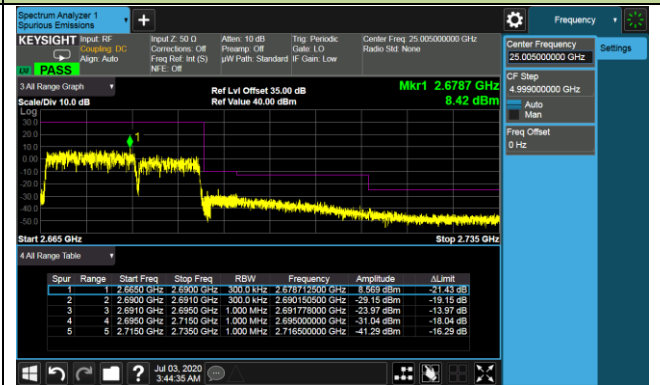 Spectrum Analyzer 1
Spurious Emissions
Frequency
KEYSIGHT
Input: RF
Coupling: DC
Align: Auto
Input Z: 50 Ω
Corrections: Off
Freq Ref: Int (S)
NFE: Off
Atten: 10 dB
Preamp: Off
µW Path: Standard
Trig: Periodic
Gate: LO
IF Gain: Low
Center Freq: 25.005000000 GHz
Radio Std: None
PASS
Center Frequency
25.005000000 GHz
Settings
CF Step
4.999000000 GHz
Auto
Man
Freq Offset
0 Hz
3 All Range Graph
Scale/Div 10.0 dB
Ref Lvl Offset 35.00 dB
Ref Value 40.00 dBm
Mkr1 2.6787 GHz
8.42 dBm
Log
30.0
20.0
10.0
0.00
-10.0
-20.0
-30.0
-40.0
-50.0
1
Start 2.665 GHz
Stop 2.735 GHz
4 All Range Table
Spur Range Start Freq Stop Freq RBW Frequency Amplitude ΔLimit
1 1 2.6650 GHz 2.6900 GHz 300.0 kHz 2.678712500 GHz 8.569 dBm -21.43 dB
2 2 2.6900 GHz 2.6910 GHz 300.0 kHz 2.690150500 GHz -29.15 dBm -19.15 dB
3 3 2.6910 GHz 2.6950 GHz 1.000 MHz 2.691778000 GHz -23.97 dBm -13.97 dB
4 4 2.6950 GHz 2.7150 GHz 1.000 MHz 2.695000000 GHz -31.04 dBm -18.04 dB
5 5 2.7150 GHz 2.7350 GHz 1.000 MHz 2.716500000 GHz -41.29 dBm -16.29 dB
?
Jul 03, 2020
3:44:35 AM